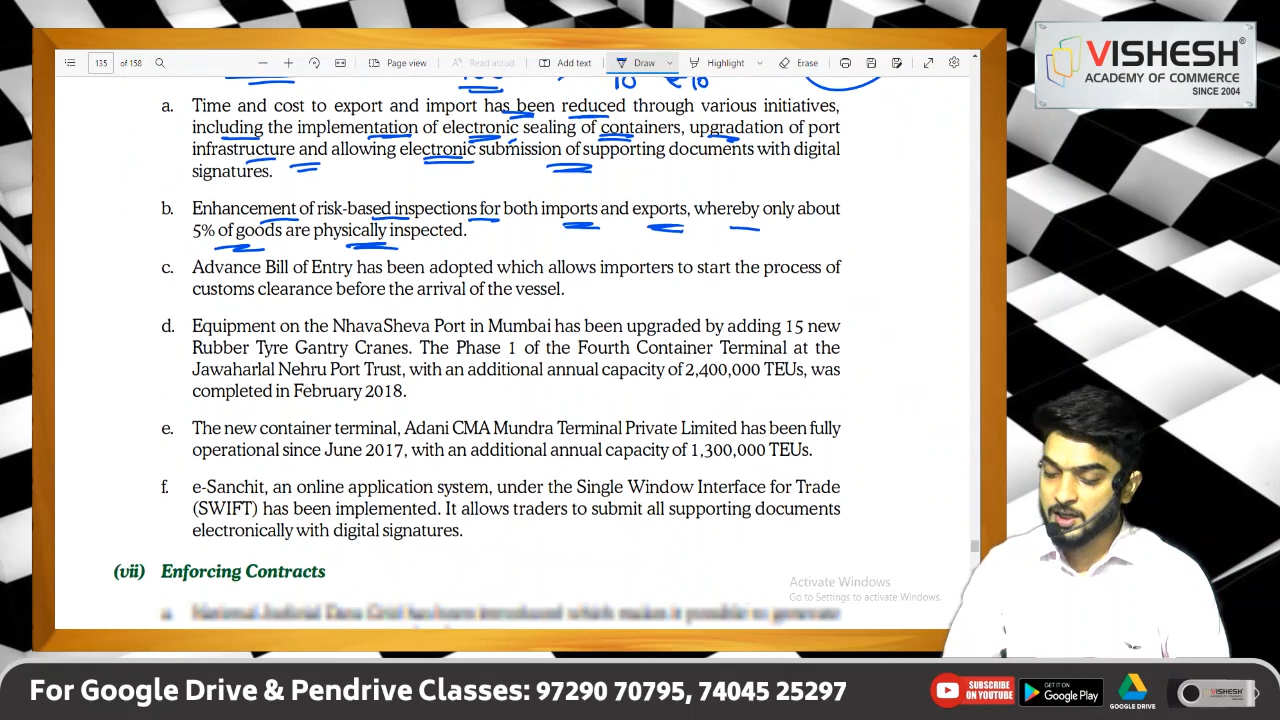 VISHESH®
ACADEMY OF COMMERCE
SINCE 2004
135 of 158
Page view
Read aloud
Add text
Draw
Highlight
Erase
10 ₹10
a. Time and cost to export and import has been reduced through various initiatives,
including the implementation of electronic sealing of containers, upgradation of port
infrastructure and allowing electronic submission of supporting documents with digital
signatures.
b. Enhancement of risk-based inspections for both imports and exports, whereby only about
5% of goods are physically inspected.
c. Advance Bill of Entry has been adopted which allows importers to start the process of
customs clearance before the arrival of the vessel.
d. Equipment on the NhavaSheva Port in Mumbai has been upgraded by adding 15 new
Rubber Tyre Gantry Cranes. The Phase 1 of the Fourth Container Terminal at the
Jawaharlal Nehru Port Trust, with an additional annual capacity of 2,400,000 TEUs, was
completed in February 2018.
e. The new container terminal, Adani CMA Mundra Terminal Private Limited has been fully
operational since June 2017, with an additional annual capacity of 1,300,000 TEUs.
f. e-Sanchit, an online application system, under the Single Window Interface for Trade
(SWIFT) has been implemented. It allows traders to submit all supporting documents
electronically with digital signatures.
(vii) Enforcing Contracts
Activate Windows
Go to Settings to activate Windows.
For Google Drive & Pendrive Classes: 97290 70795, 74045 25297
SUBSCRIBE
ON YOUTUBE
GET IT ON
Google Play
GOOGLE DRIVE
VISHESH